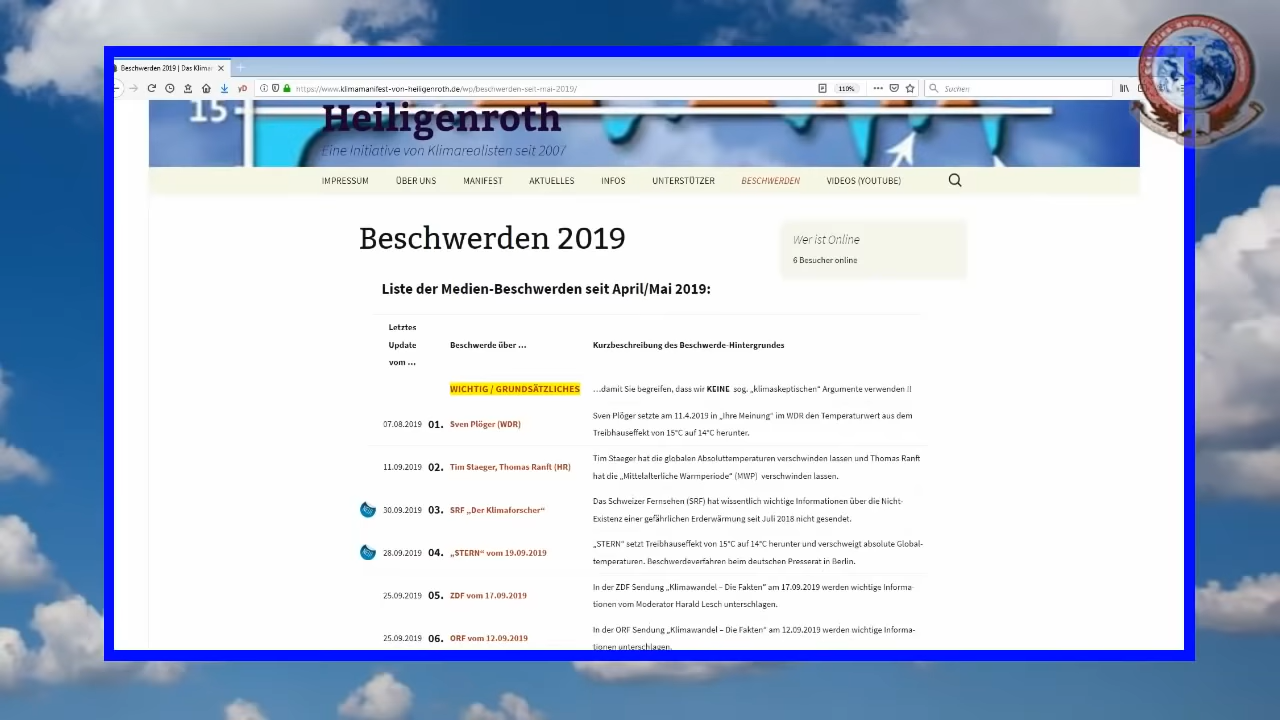 Beschwerden 2019 | Das Klima
https://www.klimamanifest-von-heiligenroth.de/wp/beschwerden-seit-mai-2019/
110%
Suchen
15
Heiligenroth
Eine Initiative von Klimarealisten seit 2007
IMPRESSUM ÜBER UNS MANIFEST AKTUELLES INFOS UNTERSTÜTZER BESCHWERDEN VIDEOS (YOUTUBE)
Beschwerden 2019
Wer ist Online
6 Besucher online
Liste der Medien-Beschwerden seit April/Mai 2019:
Letztes
Update
vom …
Beschwerde über …
Kurzbeschreibung des Beschwerde-Hintergrundes
WICHTIG / GRUNDSÄTZLICHES
…damit Sie begreifen, dass wir KEINE sog. „klimaskeptischen“ Argumente verwenden !!
07.08.2019 01. Sven Plöger (WDR)
Sven Plöger setzte am 11.4.2019 in „Ihre Meinung“ im WDR den Temperaturwert aus dem
Treibhauseffekt von 15°C auf 14°C herunter.
11.09.2019 02. Tim Staeger, Thomas Ranft (HR)
Tim Staeger hat die globalen Absoluttemperaturen verschwinden lassen und Thomas Ranft
hat die „Mittelalterliche Warmperiode“ (MWP) verschwinden lassen.
30.09.2019 03. SRF „Der Klimaforscher“
Das Schweizer Fernsehen (SRF) hat wissentlich wichtige Informationen über die Nicht-
Existenz einer gefährlichen Erderwärmung seit Juli 2018 nicht gesendet.
28.09.2019 04. „STERN“ vom 19.09.2019
„STERN“ setzt Treibhauseffekt von 15°C auf 14°C herunter und verschweigt absolute Global-
temperaturen. Beschwerdeverfahren beim deutschen Presserat in Berlin.
25.09.2019 05. ZDF vom 17.09.2019
In der ZDF Sendung „Klimawandel – Die Fakten“ am 17.09.2019 werden wichtige Informa-
tionen vom Moderator Harald Lesch unterschlagen.
25.09.2019 06. ORF vom 12.09.2019
In der ORF Sendung „Klimawandel – Die Fakten“ am 12.09.2019 werden wichtige Informa-
tionen unterschlagen.